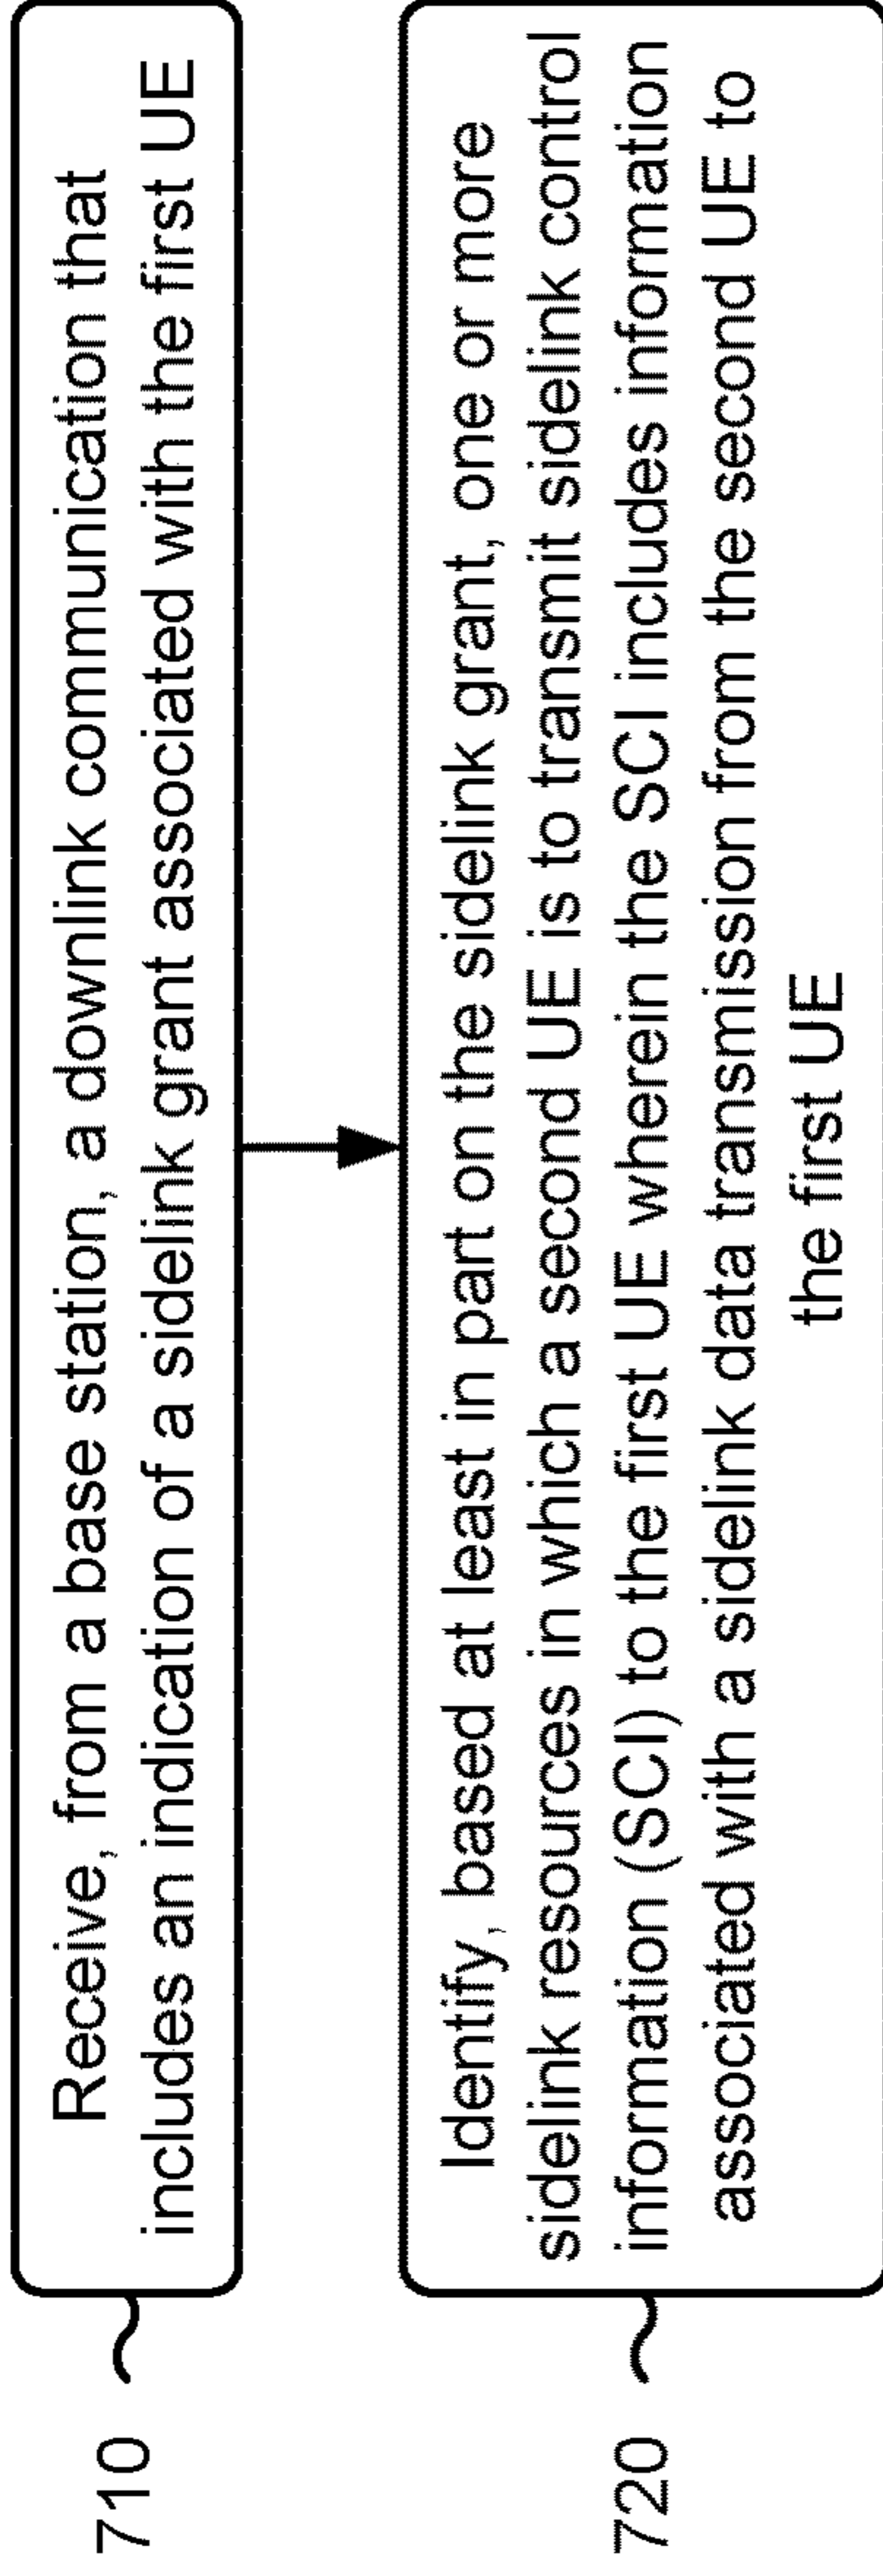 710
Receive, from a base station, a downlink communication that
includes an indication of a sidelink grant associated with the first UE
720
Identify, based at least in part on the sidelink grant, one or more
sidelink resources in which a second UE is to transmit sidelink control
information (SCI) to the first UE wherein the SCI includes information
associated with a sidelink data transmission from the second UE to
the first UE